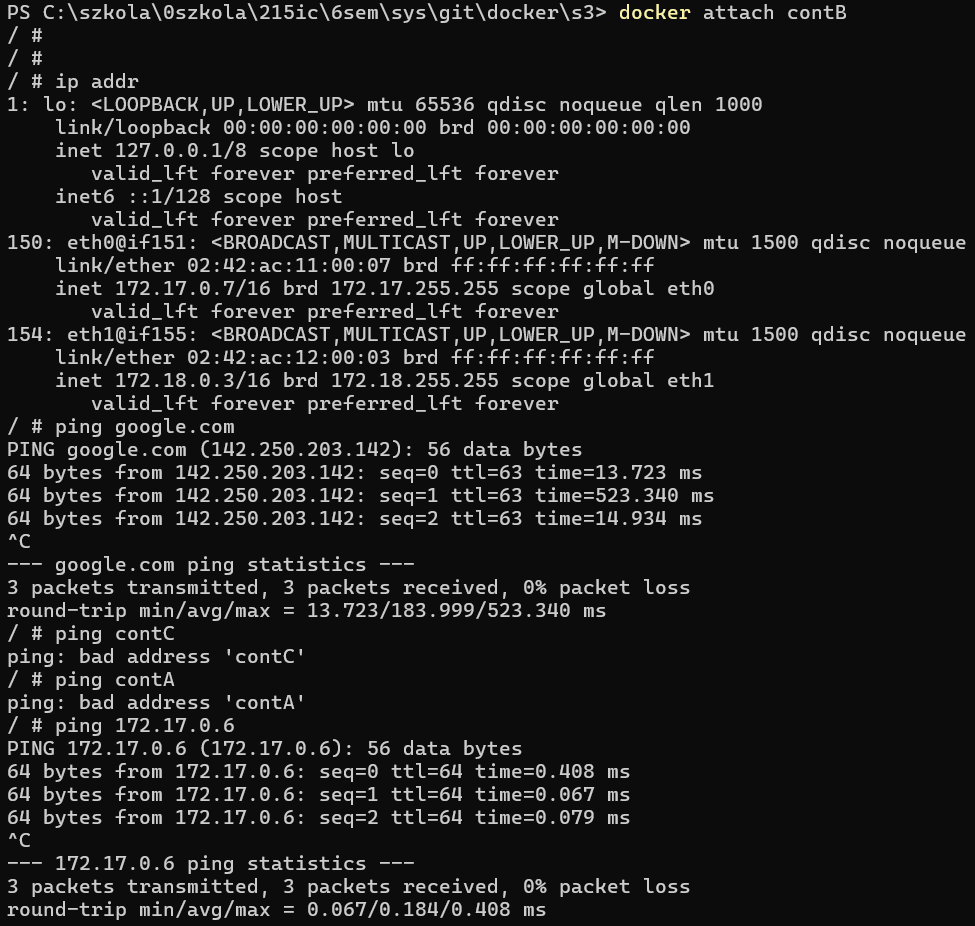 PS C:\szkola\0szkola\215ic\6sem\sys\git\docker\s3> docker attach contB
/ #
/ #
/ # ip addr
1: lo: <LOOPBACK,UP,LOWER_UP> mtu 65536 qdisc noqueue qlen 1000
    link/loopback 00:00:00:00:00:00 brd 00:00:00:00:00:00
    inet 127.0.0.1/8 scope host lo
       valid_lft forever preferred_lft forever
    inet6 ::1/128 scope host
       valid_lft forever preferred_lft forever
150: eth0@if151: <BROADCAST,MULTICAST,UP,LOWER_UP,M-DOWN> mtu 1500 qdisc noqueue
    link/ether 02:42:ac:11:00:07 brd ff:ff:ff:ff:ff:ff
    inet 172.17.0.7/16 brd 172.17.255.255 scope global eth0
       valid_lft forever preferred_lft forever
154: eth1@if155: <BROADCAST,MULTICAST,UP,LOWER_UP,M-DOWN> mtu 1500 qdisc noqueue
    link/ether 02:42:ac:12:00:03 brd ff:ff:ff:ff:ff:ff
    inet 172.18.0.3/16 brd 172.18.255.255 scope global eth1
       valid_lft forever preferred_lft forever
/ # ping google.com
PING google.com (142.250.203.142): 56 data bytes
64 bytes from 142.250.203.142: seq=0 ttl=63 time=13.723 ms
64 bytes from 142.250.203.142: seq=1 ttl=63 time=523.340 ms
64 bytes from 142.250.203.142: seq=2 ttl=63 time=14.934 ms
^C
--- google.com ping statistics ---
3 packets transmitted, 3 packets received, 0% packet loss
round-trip min/avg/max = 13.723/183.999/523.340 ms
/ # ping contC
ping: bad address 'contC'
/ # ping contA
ping: bad address 'contA'
/ # ping 172.17.0.6
PING 172.17.0.6 (172.17.0.6): 56 data bytes
64 bytes from 172.17.0.6: seq=0 ttl=64 time=0.408 ms
64 bytes from 172.17.0.6: seq=1 ttl=64 time=0.067 ms
64 bytes from 172.17.0.6: seq=2 ttl=64 time=0.079 ms
^C
--- 172.17.0.6 ping statistics ---
3 packets transmitted, 3 packets received, 0% packet loss
round-trip min/avg/max = 0.067/0.184/0.408 ms